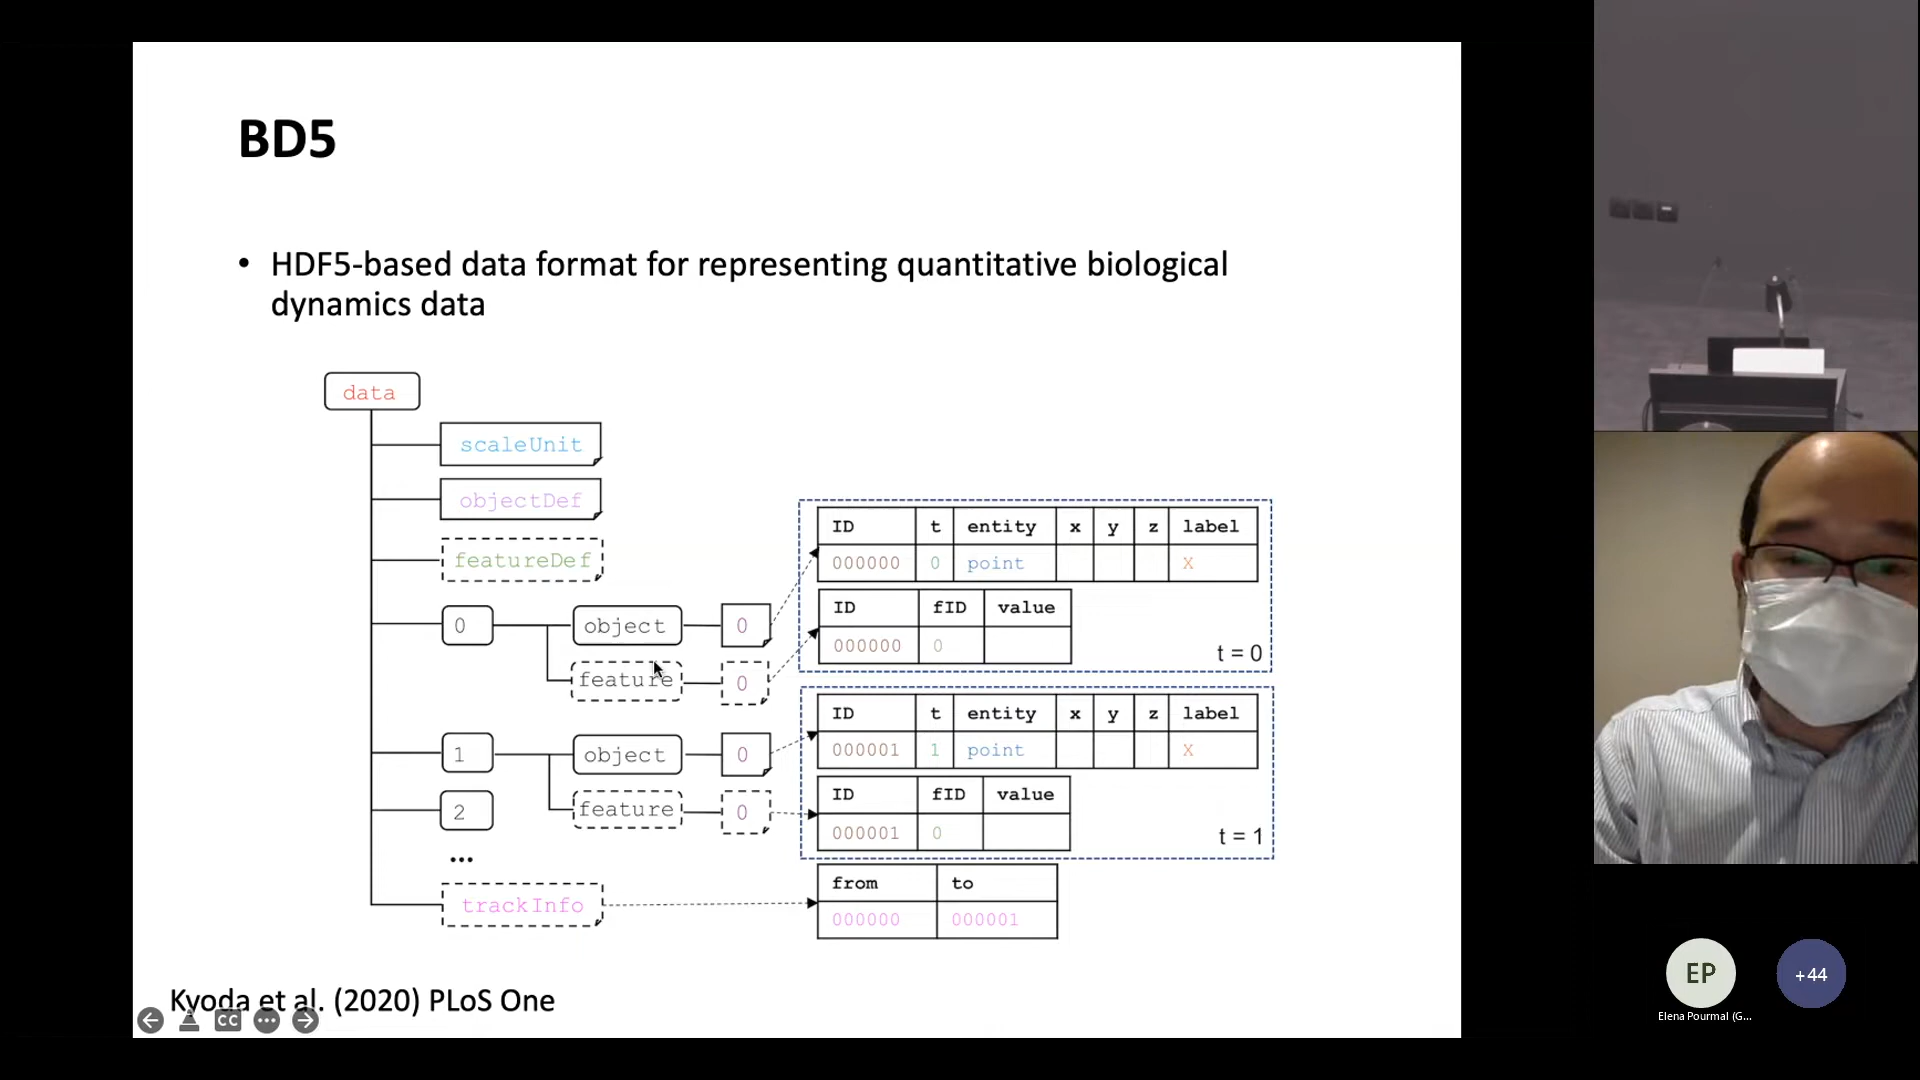 BD5
• HDF5-based data format for representing quantitative biological
dynamics data
data
scaleUnit
objectDef
featureDef
0 object 0
feature 0
1 object 0
feature 0
2
...
trackInfo
ID t entity x y z label
000000 0 point X
ID fID value
000000 0
t = 0
ID t entity x y z label
000001 1 point X
ID fID value
000001 0
t = 1
from to
000000 000001
Kyoda et al. (2020) PLoS One
CC
EP
+44
Elena Pourmal (G...